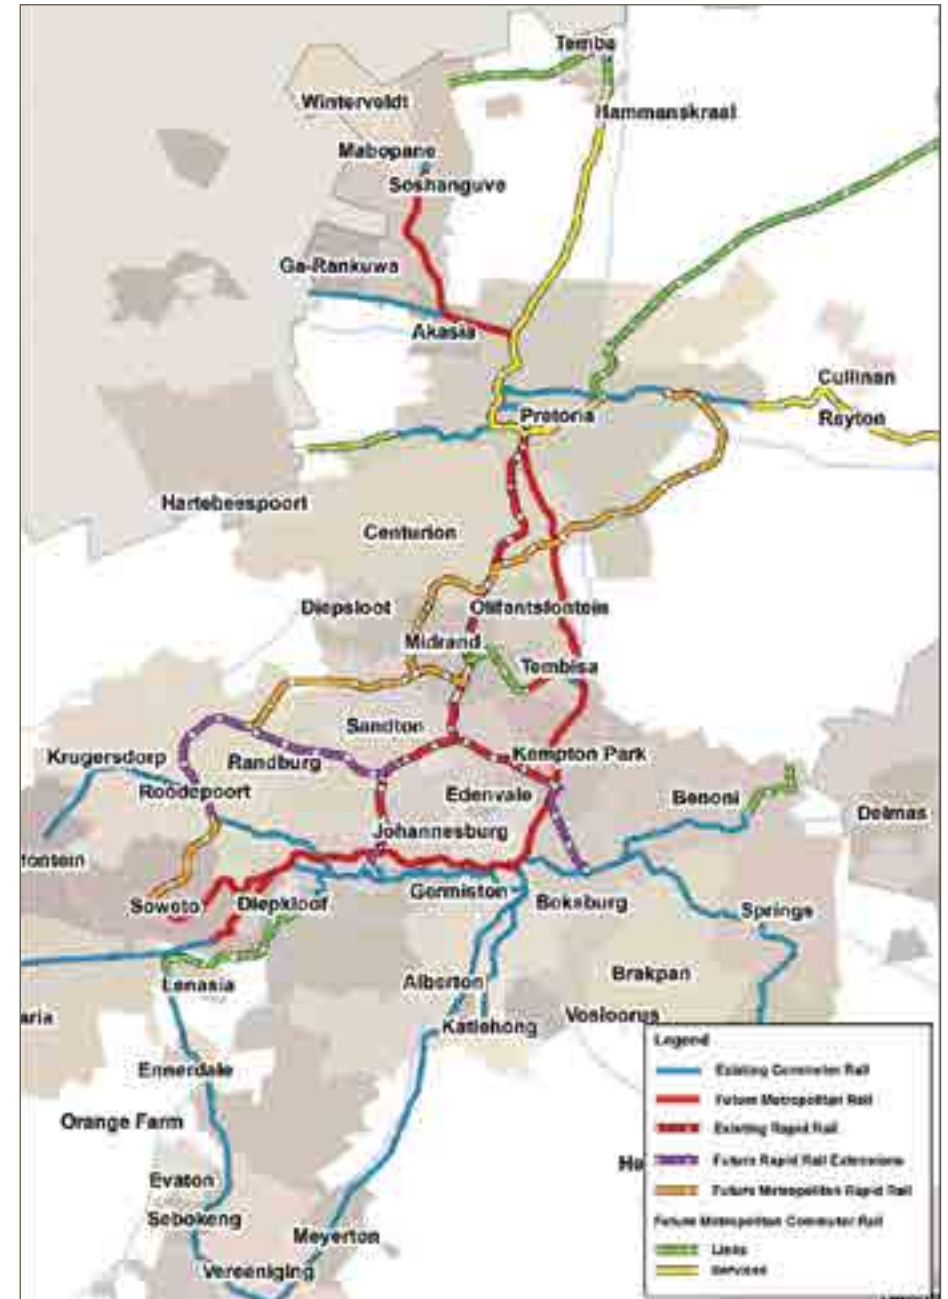 Temba
Winterveldt
Hammanskraal
Mabopane
Soshanguve
Ga-Rankuwa
Akasia
Cullinan
Pretoria
Rayton
Hartebeespoort
Centurion
Diepsloot
Olifantsfontein
Midrand
Tembisa
Sandton
Krugersdorp
Randburg
Kempton Park
Roodepoort
Edenvale
Benoni
Delmas
Johannesburg
fontein
Soweto
Diepkloof
Germiston
Boksburg
Springs
Lenasia
Alberton
Brakpan
aria
Katlehong
Vosloorus
Ennerdale
Orange Farm
Evaton
Sebokeng
Meyerton
Vereeniging
He
Legend
Existing Commuter Rail
Future Metropolitan Rail
Existing Rapid Rail
Future Rapid Rail Extensions
Future Metropolitan Rapid Rail
Future Metropolitan Commuter Rail
Links
Services